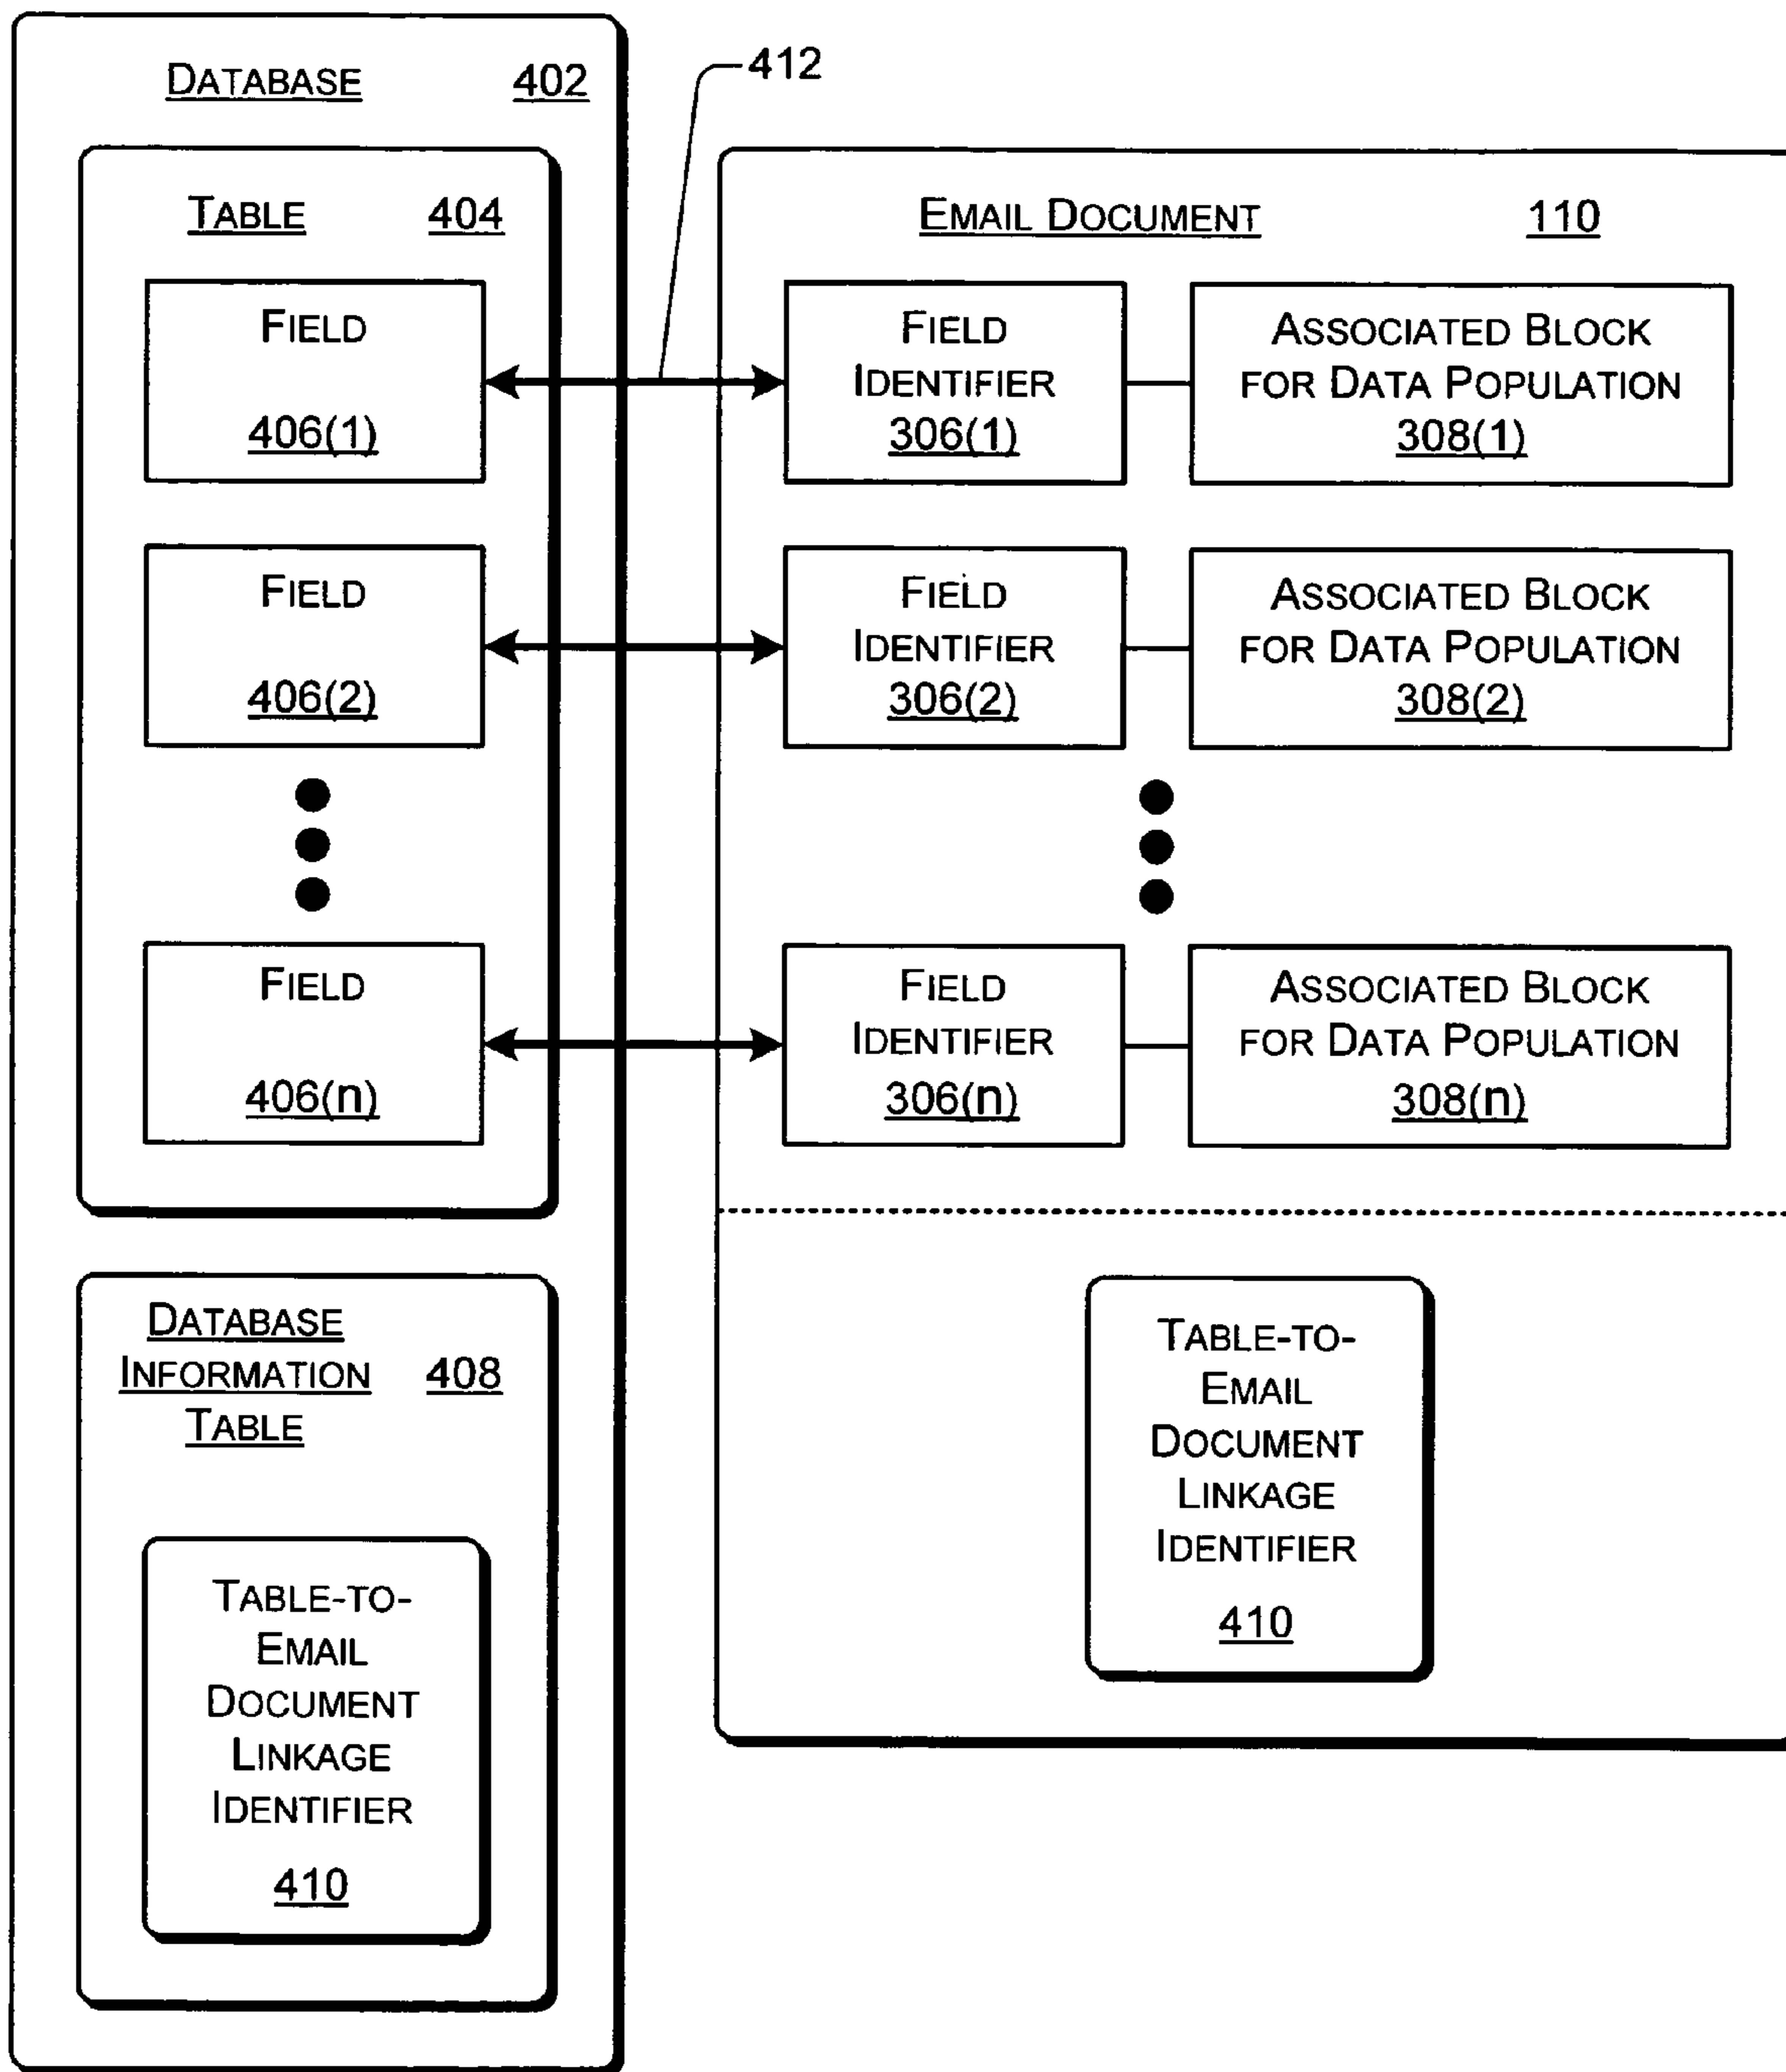 DATABASE 402
TABLE 404
FIELD
406(1)
FIELD
406(2)
FIELD
406(n)
DATABASE
INFORMATION 408
TABLE
TABLE-TO-
EMAIL
DOCUMENT
LINKAGE
IDENTIFIER
410
412
EMAIL DOCUMENT 110
FIELD
IDENTIFIER
306(1)
ASSOCIATED BLOCK
FOR DATA POPULATION
308(1)
FIELD
IDENTIFIER
306(2)
ASSOCIATED BLOCK
FOR DATA POPULATION
308(2)
FIELD
IDENTIFIER
306(n)
ASSOCIATED BLOCK
FOR DATA POPULATION
308(n)
TABLE-TO-
EMAIL
DOCUMENT
LINKAGE
IDENTIFIER
410